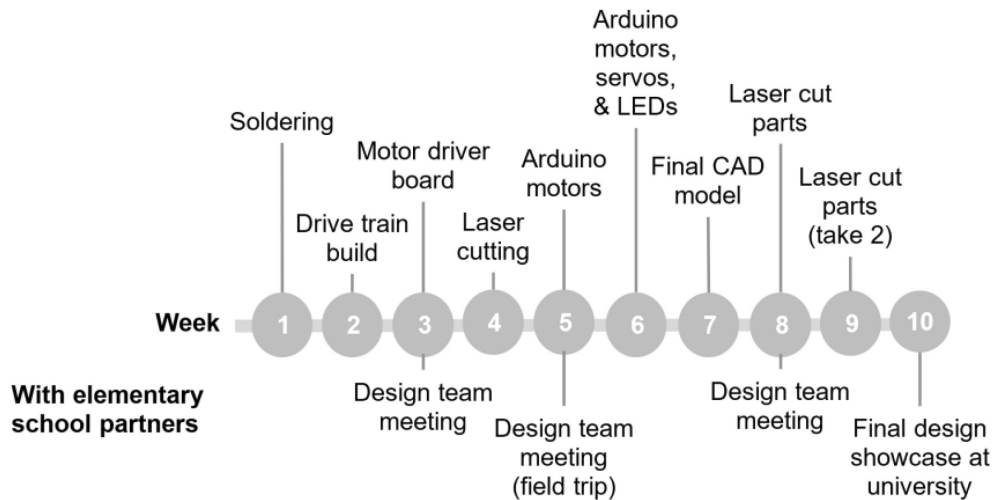 Soldering
Drive train
build
Motor driver
board
Laser
cutting
Arduino
motors
Arduino
motors,
servos,
& LEDs
Final CAD
model
Laser cut
parts
Laser cut
parts
(take 2)
Week
1
2
3
4
5
6
7
8
9
10
With elementary
school partners
Design team
meeting
Design team
meeting
(field trip)
Design team
meeting
Final design
showcase at
university